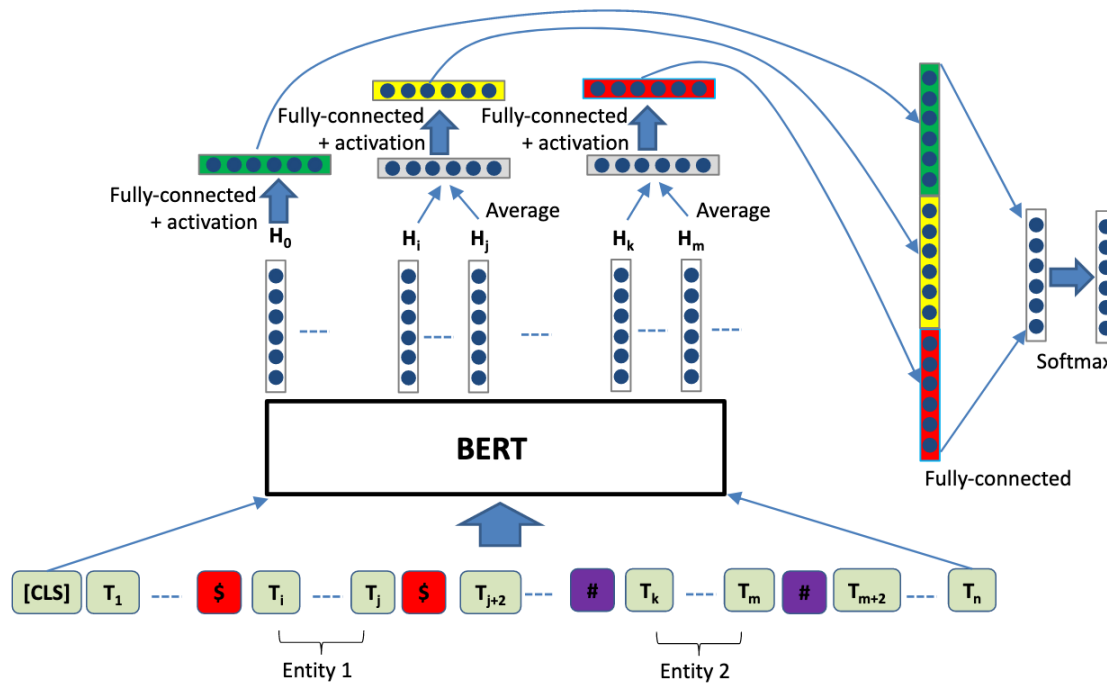 Fully-connected
+ activation
Fully-connected
+ activation
Fully-connected
+ activation
Average
Average
H0
Hi
Hj
Hk
Hm
Softmax
Fully-connected
BERT
[CLS] T1 $ Ti Tj $ Tj+2 # Tk Tm # Tm+2 Tn
Entity 1
Entity 2